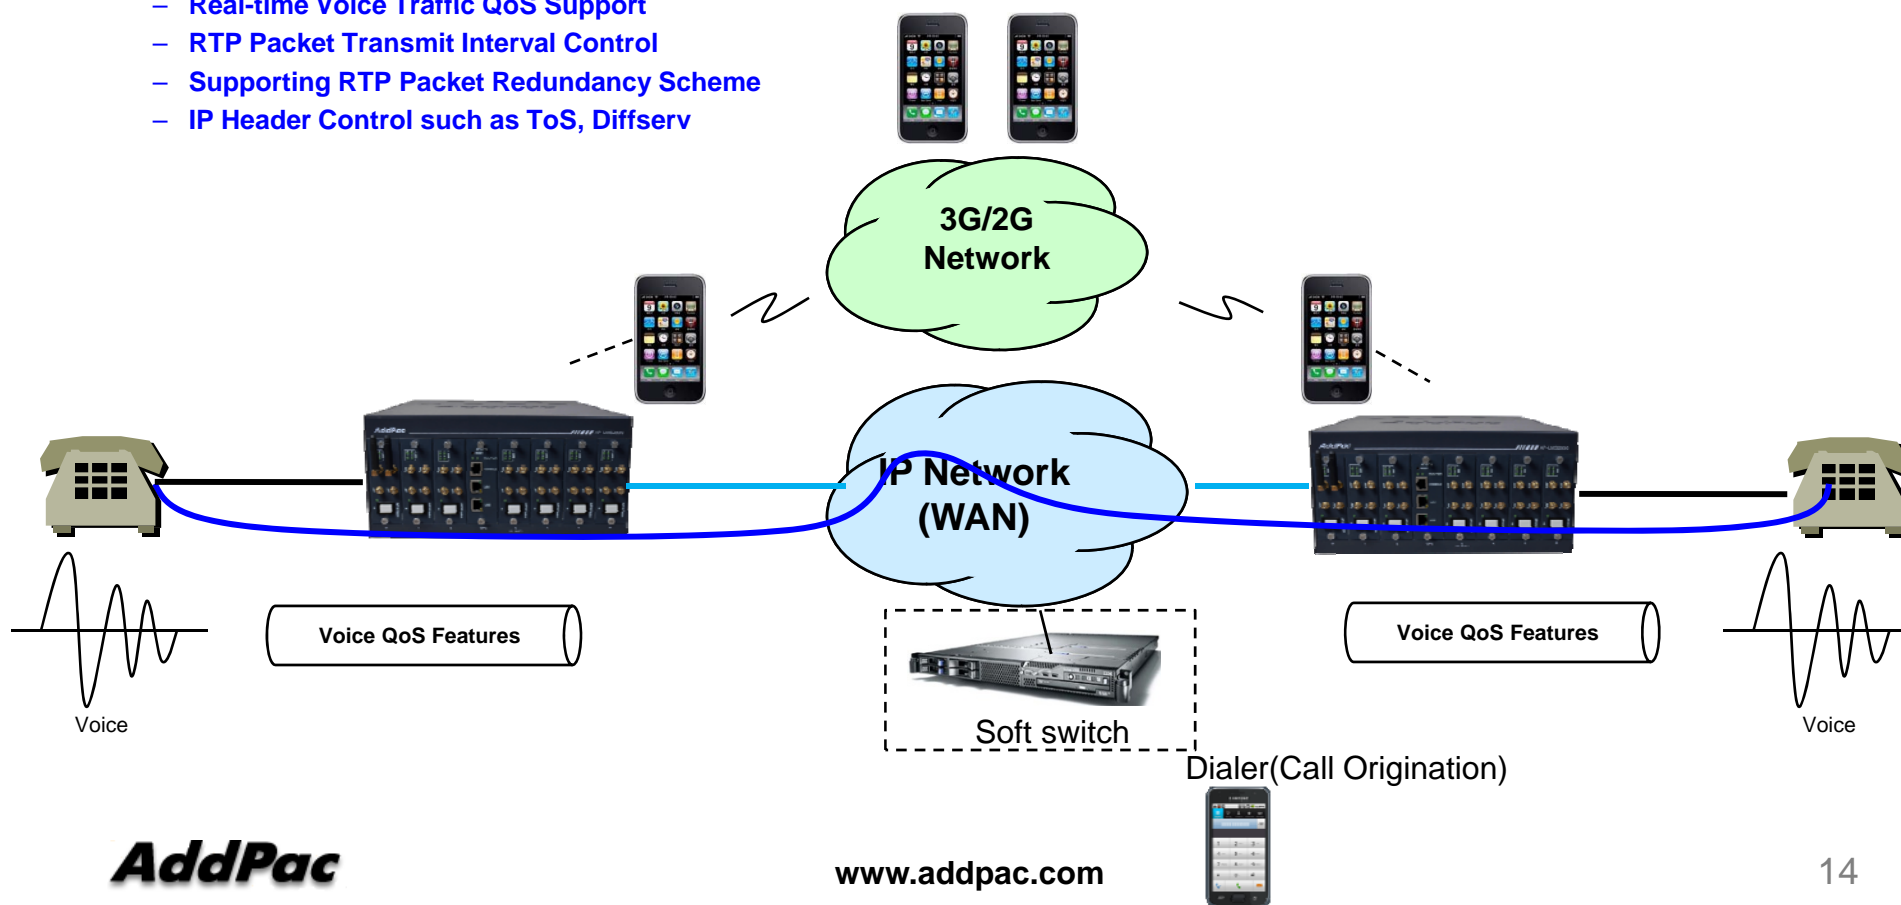 – Real-time Voice Traffic QoS Support
– RTP Packet Transmit Interval Control
– Supporting RTP Packet Redundancy Scheme
– IP Header Control such as ToS, Diffserv
3G/2G
Network
AddPac
AddPac
IP Network
(WAN)
Voice QoS Features
Voice QoS Features
Voice
Voice
Soft switch
Dialer(Call Origination)
AddPac
www.addpac.com
14